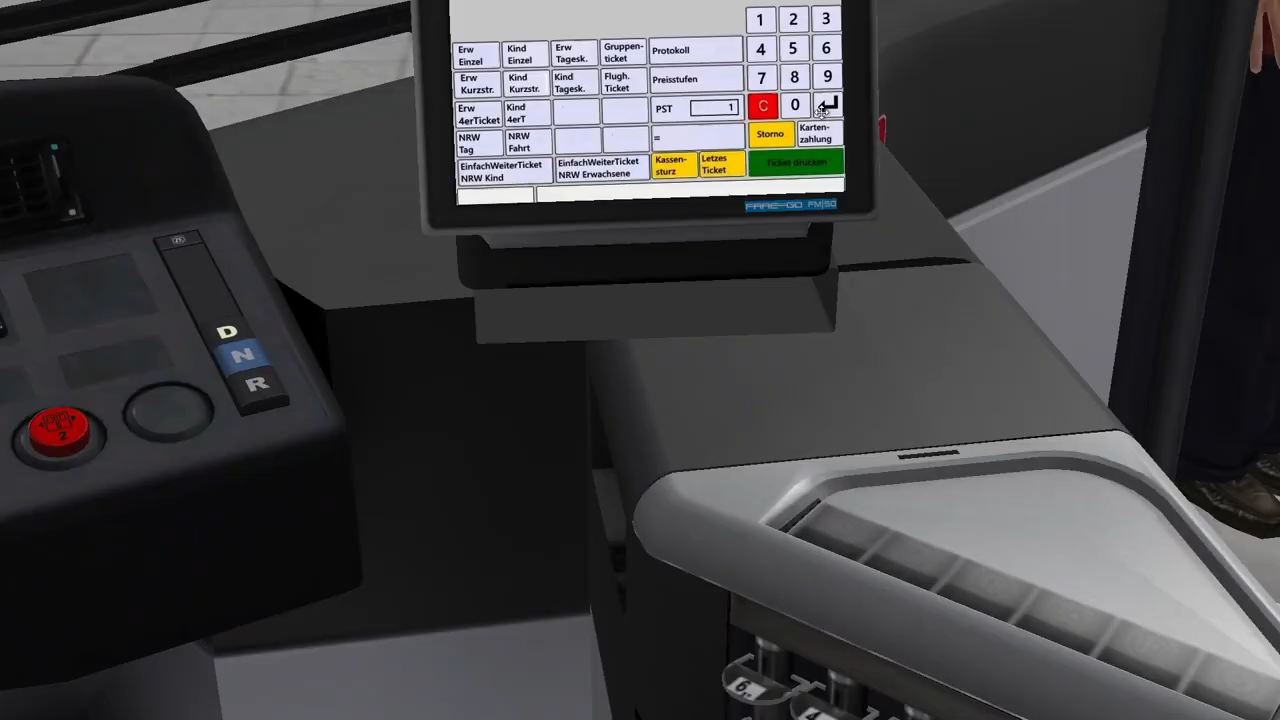 1 2 3
Erw
Einzel
Kind
Einzel
Erw
Tagesk.
Gruppen-
ticket
Protokoll
4 5 6
Erw
Kurzstr.
Kind
Kurzstr.
Kind
Tagesk.
Flugh.
Ticket
Preisstufen
7 8 9
Erw
4erTicket
Kind
4erT
PST 1
C 0
NRW
Tag
NRW
Fahrt
=
Storno
Karten-
zahlung
EinfachWeiterTicket
NRW Kind
EinfachWeiterTicket
NRW Erwachsene
Kassen-
sturz
Letzes
Ticket
Ticket drucken
FARE-GO FM|50
D
N
R
2
6